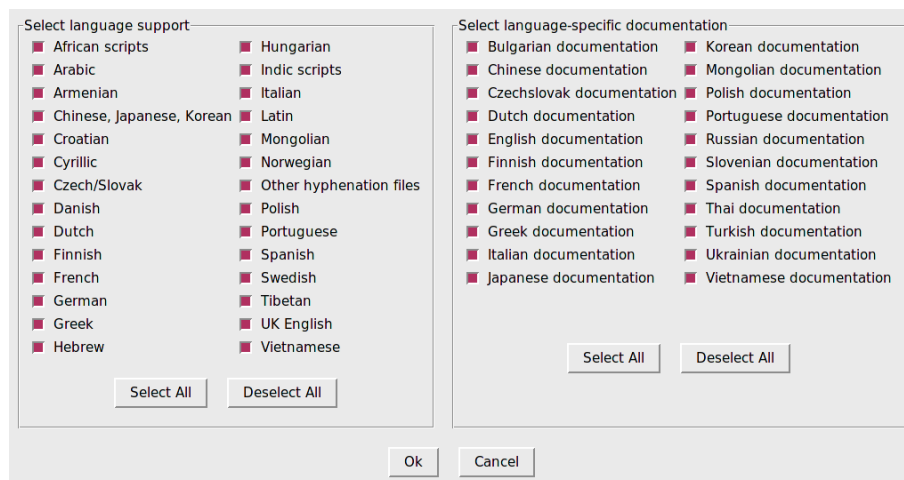 Select language support
African scripts
Arabic
Armenian
Chinese, Japanese, Korean
Croatian
Cyrillic
Czech/Slovak
Danish
Dutch
Finnish
French
German
Greek
Hebrew
Hungarian
Indic scripts
Italian
Latin
Mongolian
Norwegian
Other hyphenation files
Polish
Portuguese
Spanish
Swedish
Tibetan
UK English
Vietnamese
Select All
Deselect All
Select language-specific documentation
Bulgarian documentation
Chinese documentation
Czechslovak documentation
Dutch documentation
English documentation
Finnish documentation
French documentation
German documentation
Greek documentation
Italian documentation
Japanese documentation
Korean documentation
Mongolian documentation
Polish documentation
Portuguese documentation
Russian documentation
Slovenian documentation
Spanish documentation
Thai documentation
Turkish documentation
Ukrainian documentation
Vietnamese documentation
Select All
Deselect All
Ok
Cancel